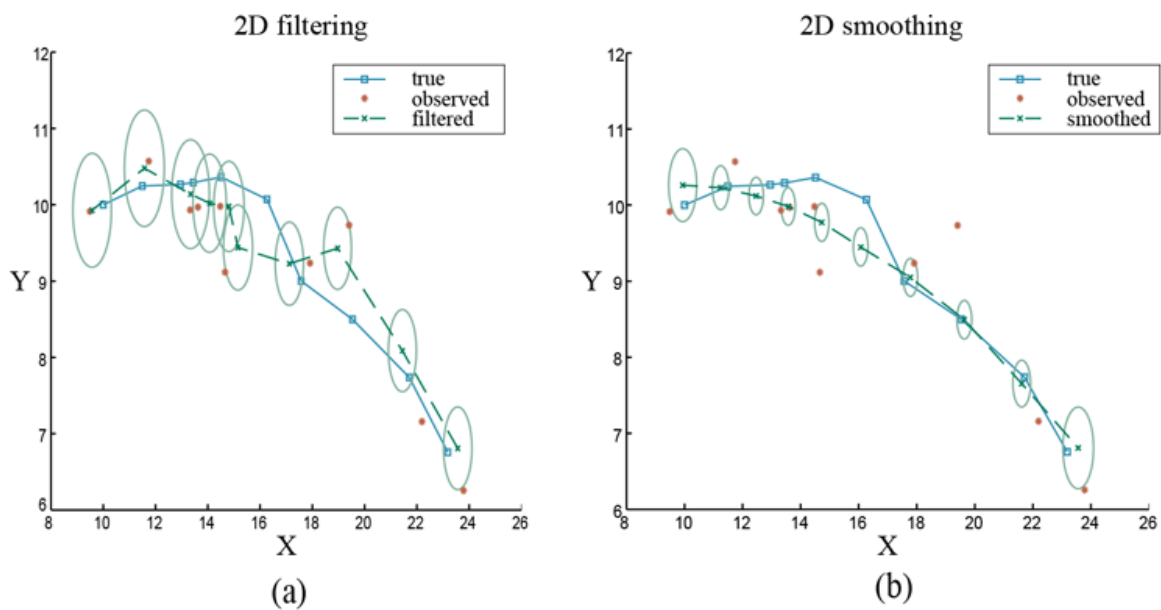 2D filtering
12
11
10
9
8
7
6
Y
true
observed
filtered
8 10 12 14 16 18 20 22 24 26
X
(a)
2D smoothing
12
11
10
9
8
7
6
Y
true
observed
smoothed
8 10 12 14 16 18 20 22 24 26
X
(b)